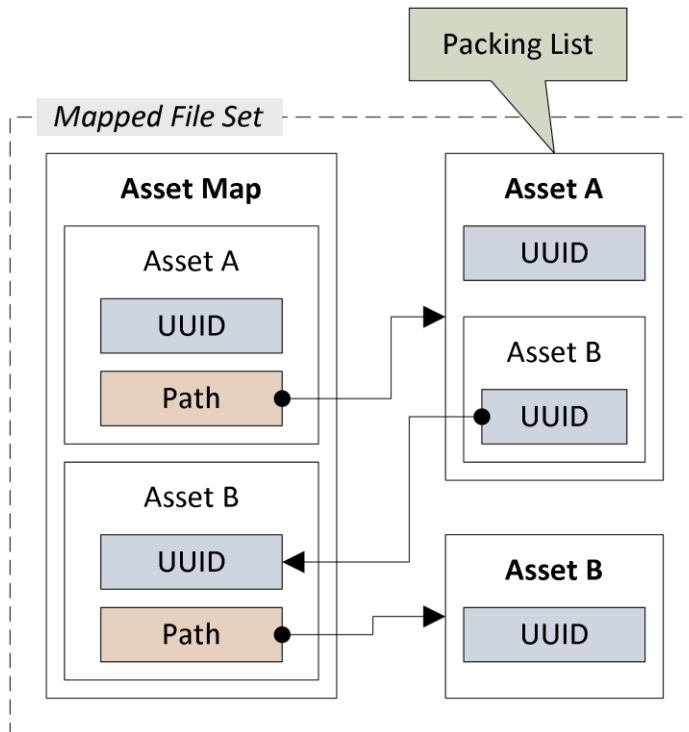 Packing List
Mapped File Set
Asset Map
Asset A
UUID
Path
Asset B
UUID
Path
Asset A
UUID
Asset B
UUID
Asset B
UUID